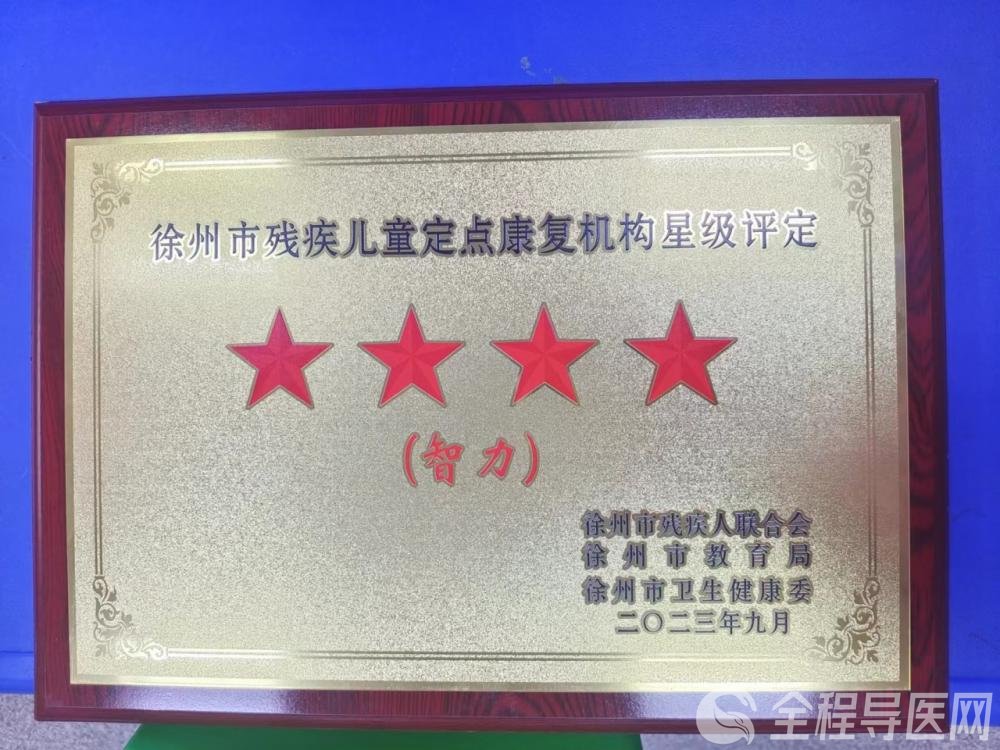 徐州市残疾儿童定点康复机构星级评定
(智力)
徐州市残疾人联合会
徐州市教育局
徐州市卫生健康委
二〇二三年九月
全程导医网